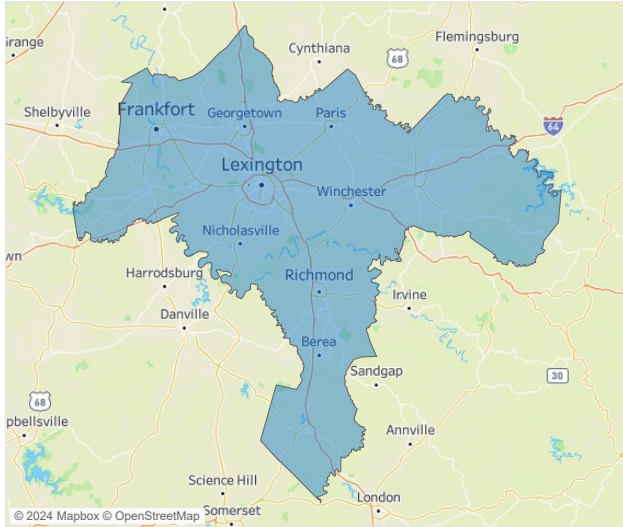 Grange
Cynthiana
Flemingsburg
68
Shelbyville
Frankfort
Georgetown
Paris
64
Lexington
Winchester
Nicholasville
wn
Harrodsburg
Richmond
Irvine
Danville
Berea
Sandgap
30
68
pbellsville
Annville
Science Hill
London
Somerset
© 2024 Mapbox © OpenStreetMap